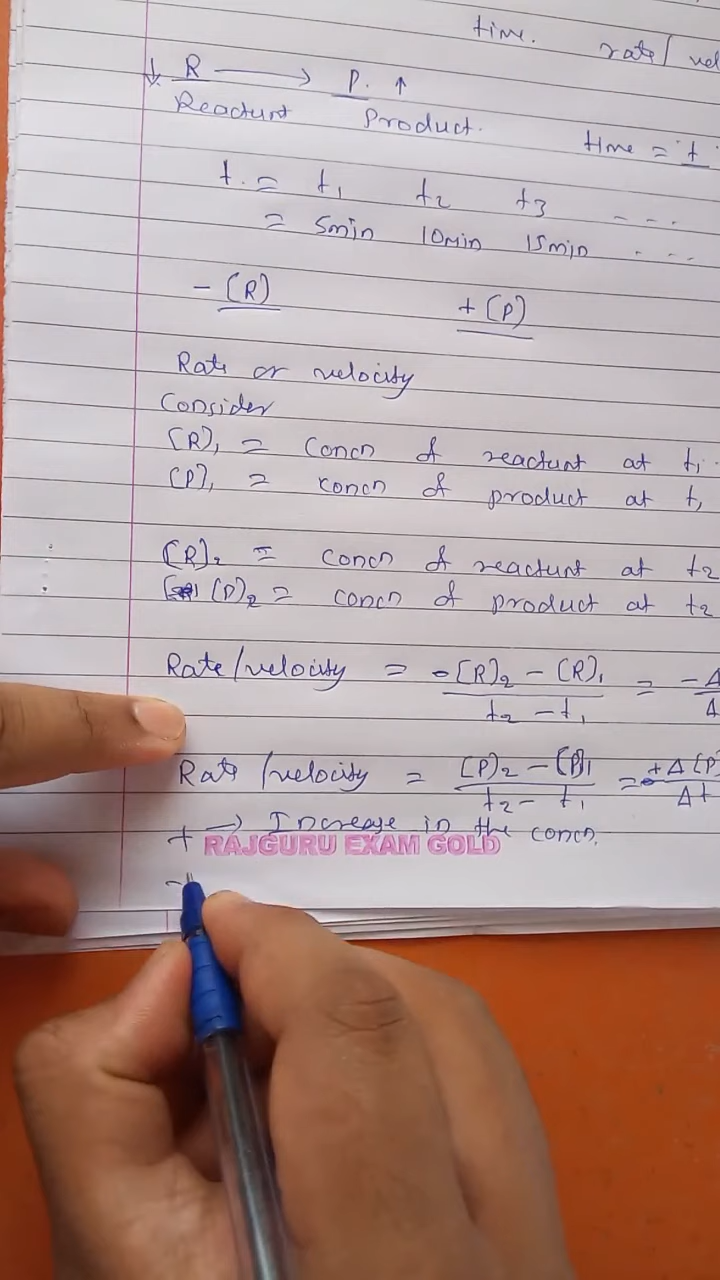 time. rate/vel
↓ R ⟶ P. ↑
Reactant Product.
time = t
t. = t₁ t₂ t₃ - - -
= 5min 10min 15min - - -
- [R] + [P]
Rate or velocity
Consider
[R]₁ = Concn of reactant at t₁.
[P]₁ = concn of product at t₁
[R]₂ = concn of reactant at t₂
[P]₂ = concn of product at t₂
Rate/velocity = -[R]₂ - [R]₁ / t₂ - t₁ = -Δ / Δ
Rate/velocity = [P]₂ - [P]₁ / t₂ - t₁ = +Δ[P] / Δt
+ → Increase in the concn.
RAJGURU EXAM GOLD
-